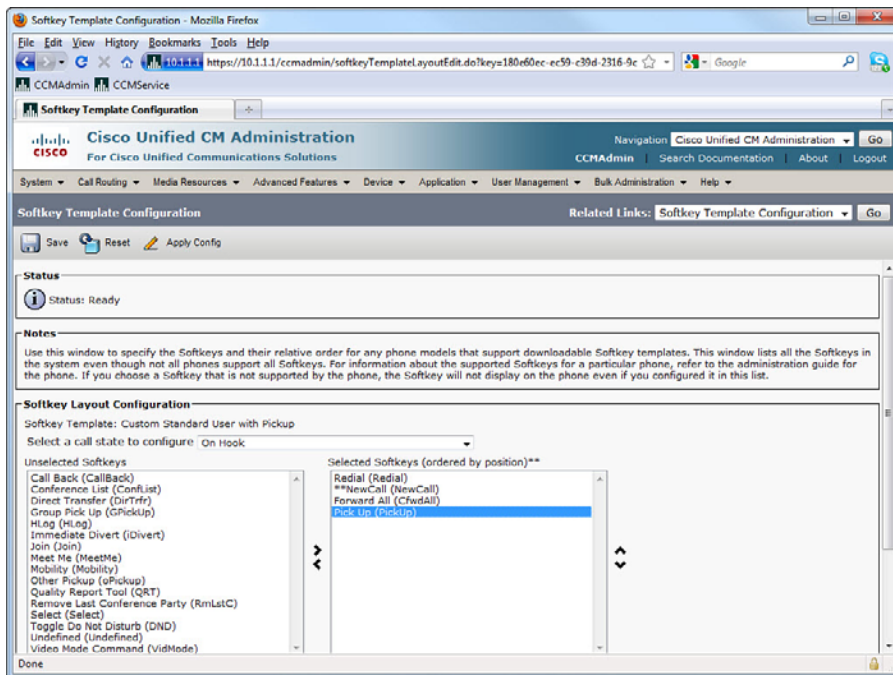 Softkey Template Configuration - Mozilla Firefox
File Edit View History Bookmarks Tools Help
10.1.1.1 https://10.1.1.1/ccmadmin/softkeyTemplateLayoutEdit.do?key=180e60ec-ec59-c39d-2316-9c Google
CCMAdmin CCMService
Softkey Template Configuration
cisco
Cisco Unified CM Administration
For Cisco Unified Communications Solutions
Navigation Cisco Unified CM Administration Go
CCMAdmin | Search Documentation | About | Logout
System Call Routing Media Resources Advanced Features Device Application User Management Bulk Administration Help
Softkey Template Configuration Related Links: Softkey Template Configuration Go
Save Reset Apply Config
Status
Status: Ready
Notes
Use this window to specify the Softkeys and their relative order for any phone models that support downloadable Softkey templates. This window lists all the Softkeys in
the system even though not all phones support all Softkeys. For information about the supported Softkeys for a particular phone, refer to the administration guide for
the phone. If you choose a Softkey that is not supported by the phone, the Softkey will not display on the phone even if you configured it in this list.
Softkey Layout Configuration
Softkey Template: Custom Standard User with Pickup
Select a call state to configure On Hook
Unselected Softkeys
Call Back (CallBack)
Conference List (ConfList)
Direct Transfer (DirTrfr)
Group Pick Up (GPickUp)
HLog (HLog)
Immediate Divert (iDivert)
Join (Join)
Meet Me (MeetMe)
Mobility (Mobility)
Other Pickup (oPickup)
Quality Report Tool (QRT)
Remove Last Conference Party (RmLstC)
Select (Select)
Toggle Do Not Disturb (DND)
Undefined (Undefined)
Video Mode Command (VidMode)
Selected Softkeys (ordered by position)**
Redial (Redial)
**NewCall (NewCall)
Forward All (CfwdAll)
Pick Up (PickUp)
Done